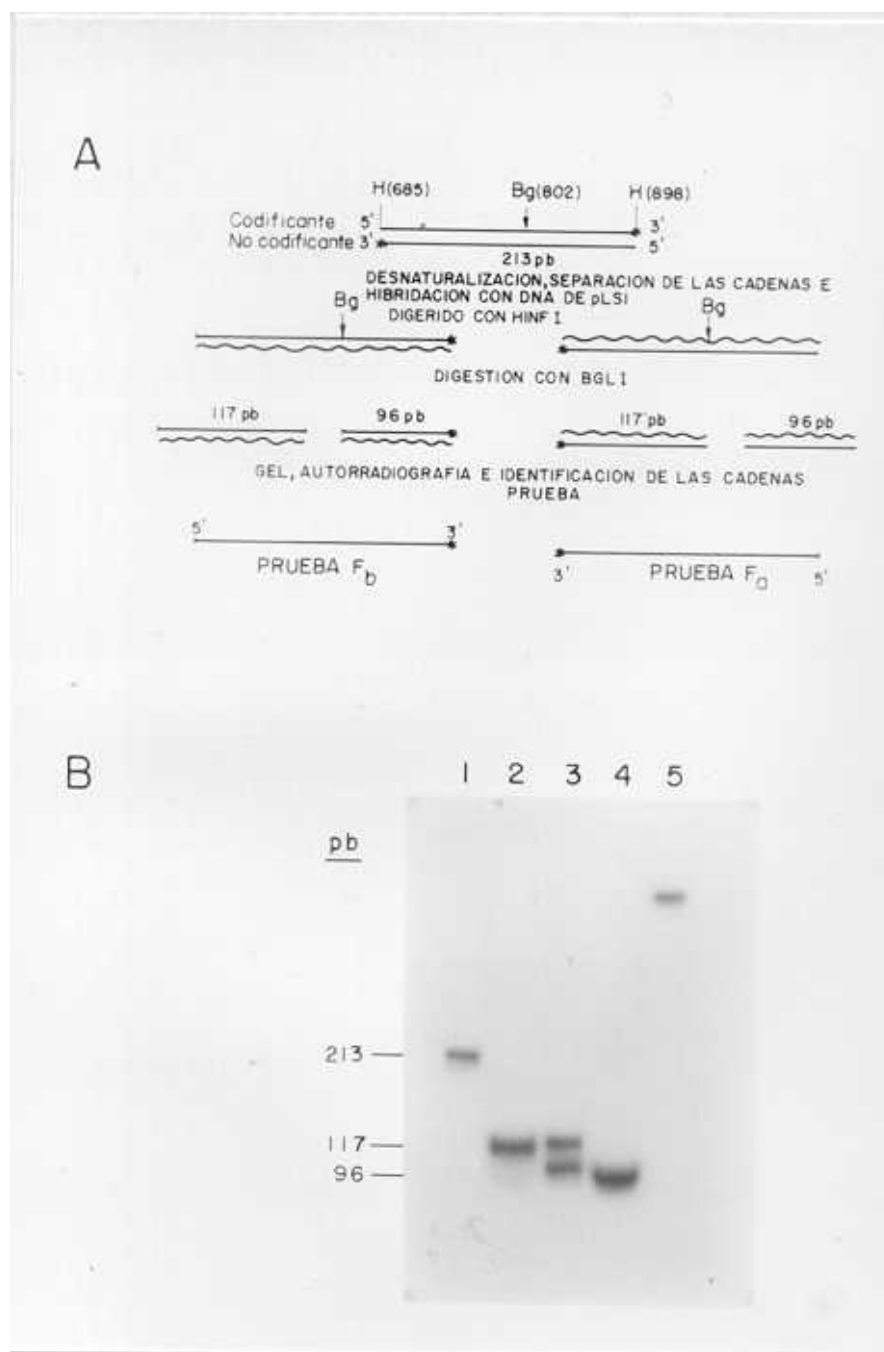 A
H(685) Bg(802) H(898)
Codificante 5' 3'
No codificante 3' 5'
213 pb
DESNATURALIZACION, SEPARACION DE LAS CADENAS E
HIBRIDACION CON DNA DE pLSI
DIGERIDO CON HINF I
Bg Bg
DIGESTION CON BGL I
117 pb 96 pb 117 pb 96 pb
GEL, AUTORRADIOGRAFIA E IDENTIFICACION DE LAS CADENAS
PRUEBA
5' 3'
PRUEBA Fb
3' PRUEBA Fa 5'
B
1 2 3 4 5
pb
213
117
96